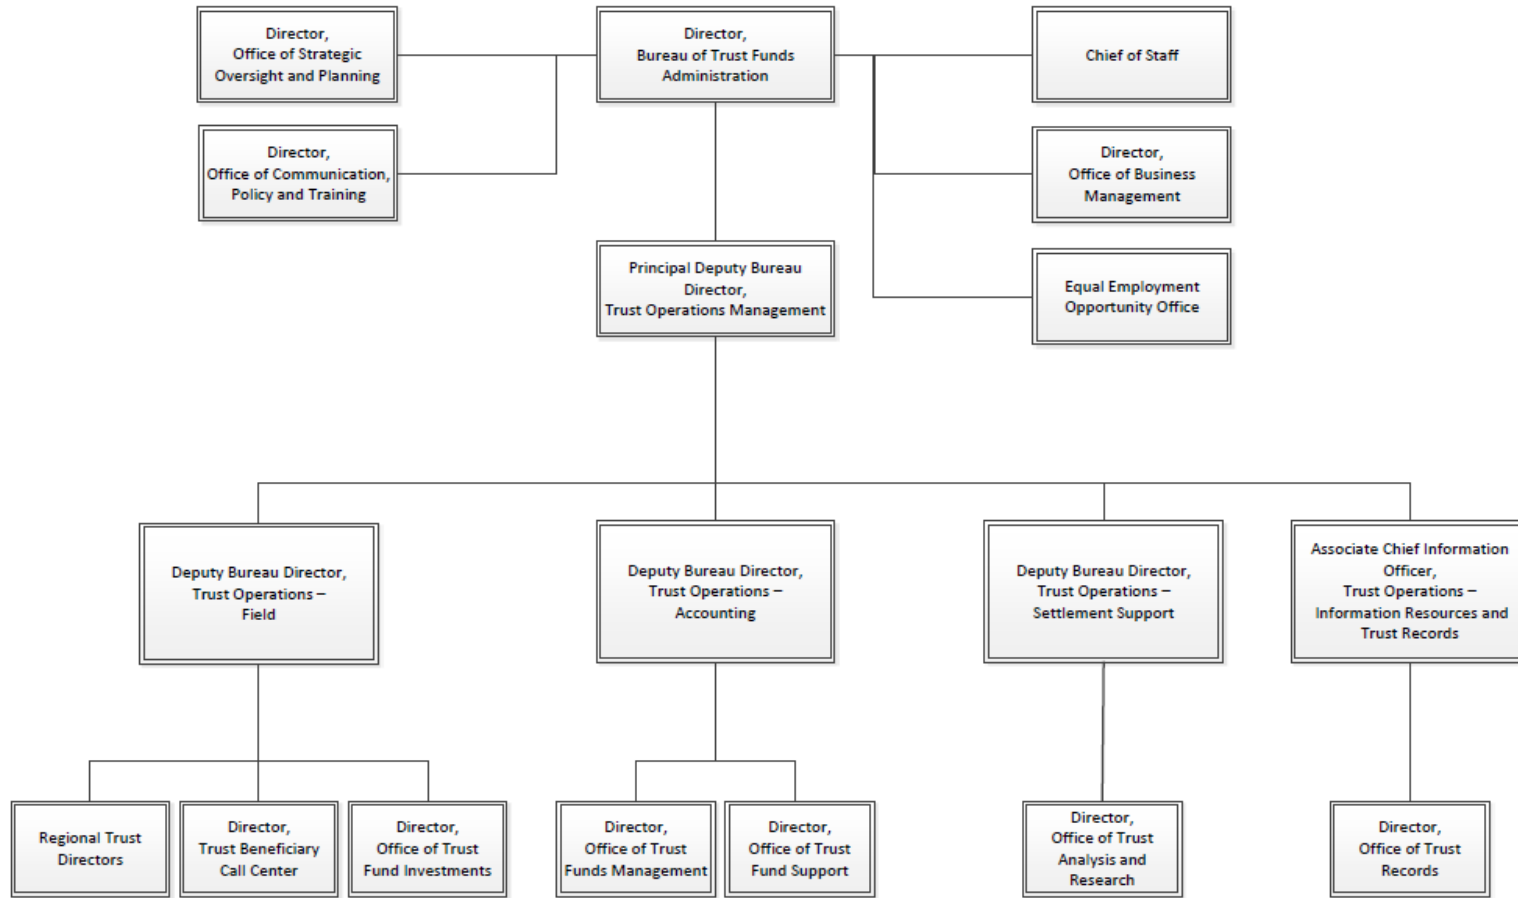 Director,
Office of Strategic
Oversight and Planning
Director,
Bureau of Trust Funds
Administration
Chief of Staff
Director,
Office of Communication,
Policy and Training
Director,
Office of Business
Management
Principal Deputy Bureau
Director,
Trust Operations Management
Equal Employment
Opportunity Office
Deputy Bureau Director,
Trust Operations –
Field
Deputy Bureau Director,
Trust Operations –
Accounting
Deputy Bureau Director,
Trust Operations –
Settlement Support
Associate Chief Information
Officer,
Trust Operations –
Information Resources and
Trust Records
Regional Trust
Directors
Director,
Trust Beneficiary
Call Center
Director,
Office of Trust
Fund Investments
Director,
Office of Trust
Funds Management
Director,
Office of Trust
Fund Support
Director,
Office of Trust
Analysis and
Research
Director,
Office of Trust
Records